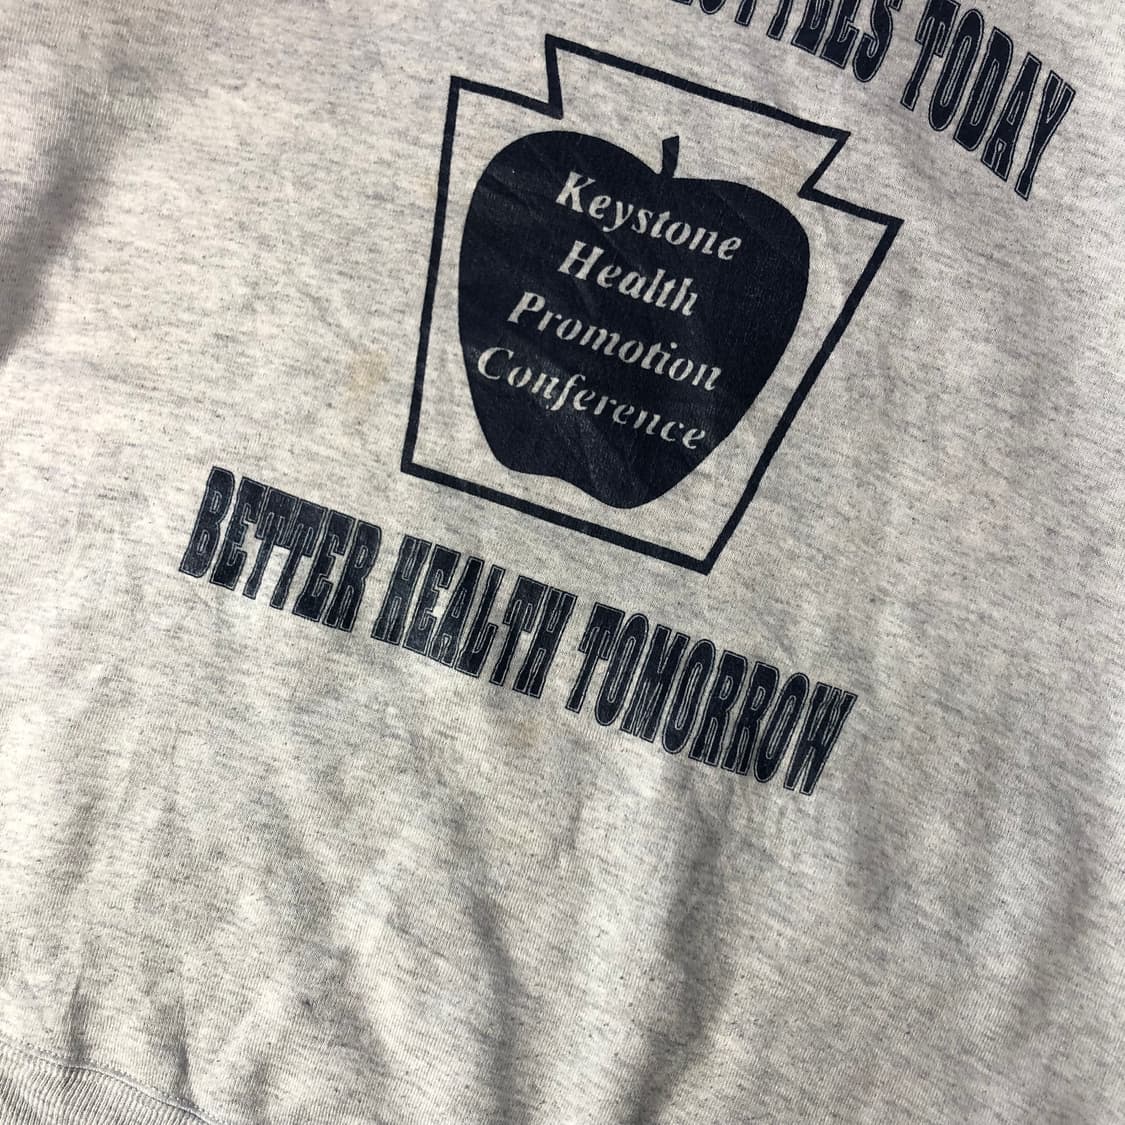 TODAY
Keystone
Health
Promotion
Conference
BETTER HEALTH TOMORROW